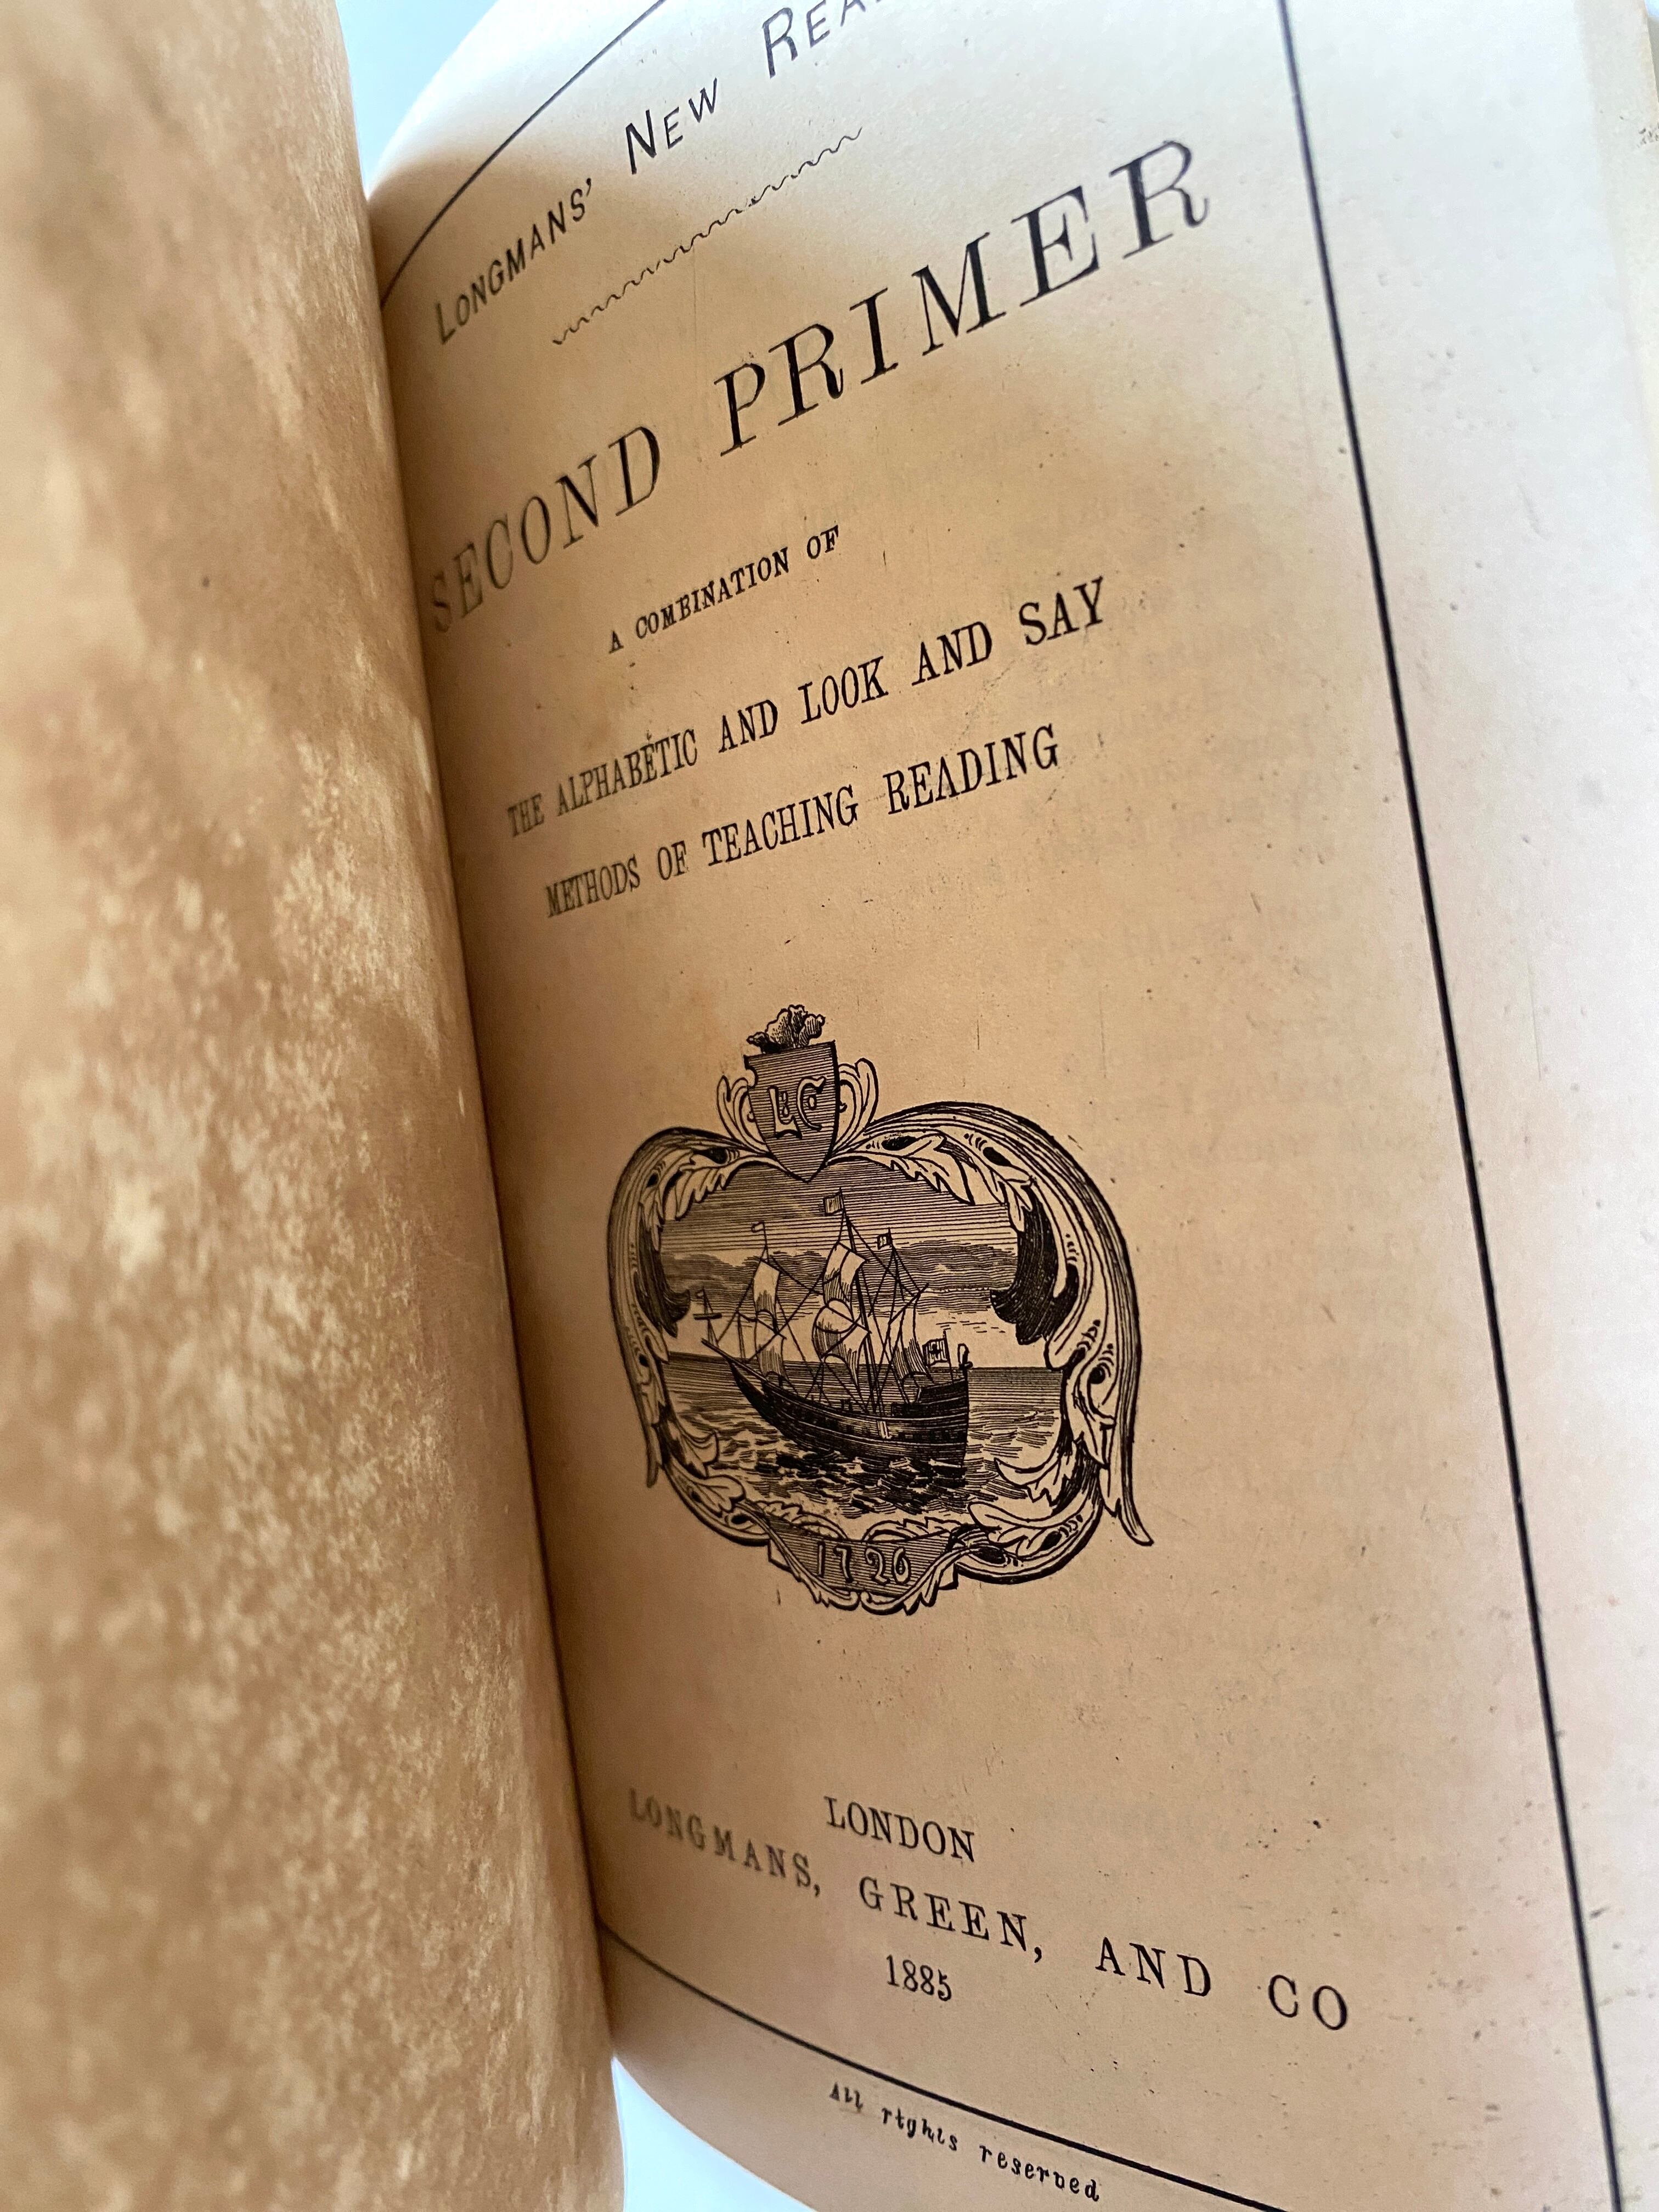 LONGMANS' NEW REA
SECOND PRIMER
A COMBINATION OF
THE ALPHABETIC AND LOOK AND SAY
METHODS OF TEACHING READING
L&Co
1726
LONDON
LONGMANS, GREEN, AND CO
1885
All rights reserved